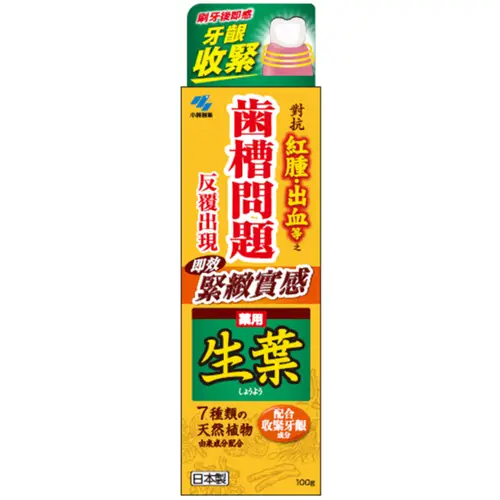 刷牙後即感
牙齦
收緊
小林製藥
對抗
紅腫・出血等之
歯槽問題
反覆出現
即效
緊緻實感
薬用
生葉
しょうよう
7種類の
天然植物
由來成分配合
配合
收緊牙齦
成分
日本製
100g